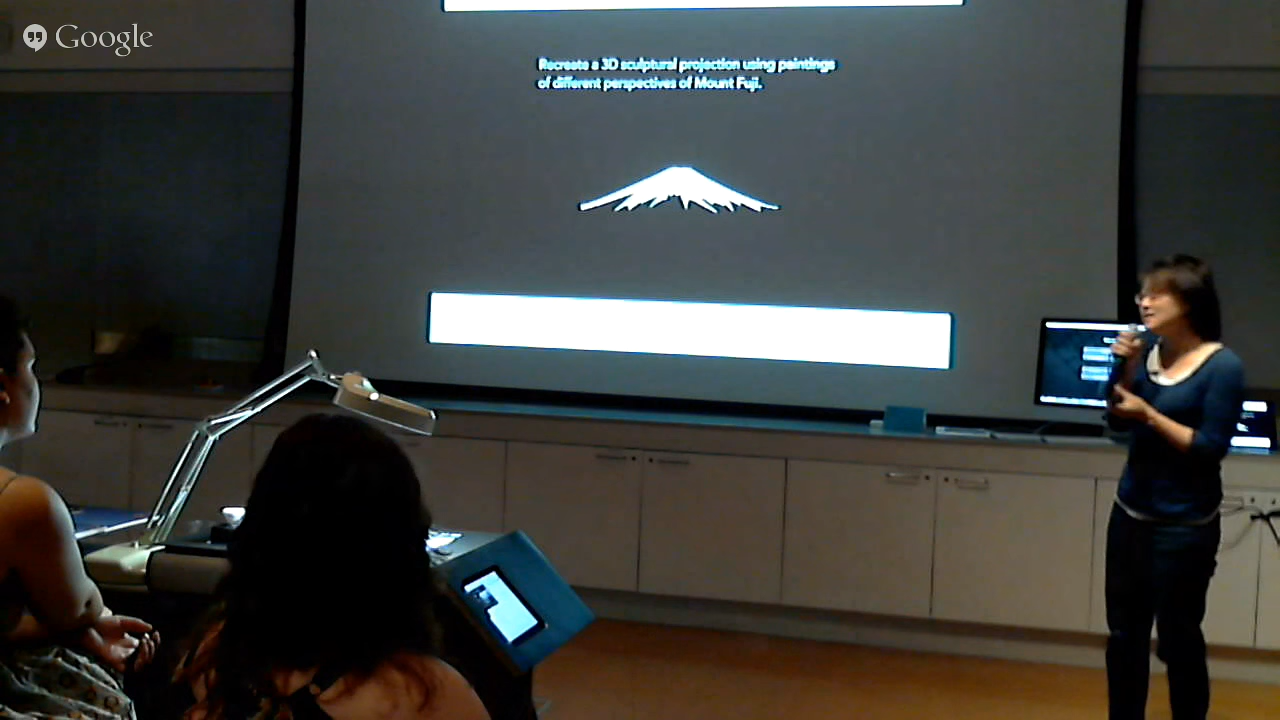 Google
Recreate a 3D sculptural projection using paintings
of different perspectives of Mount Fuji.